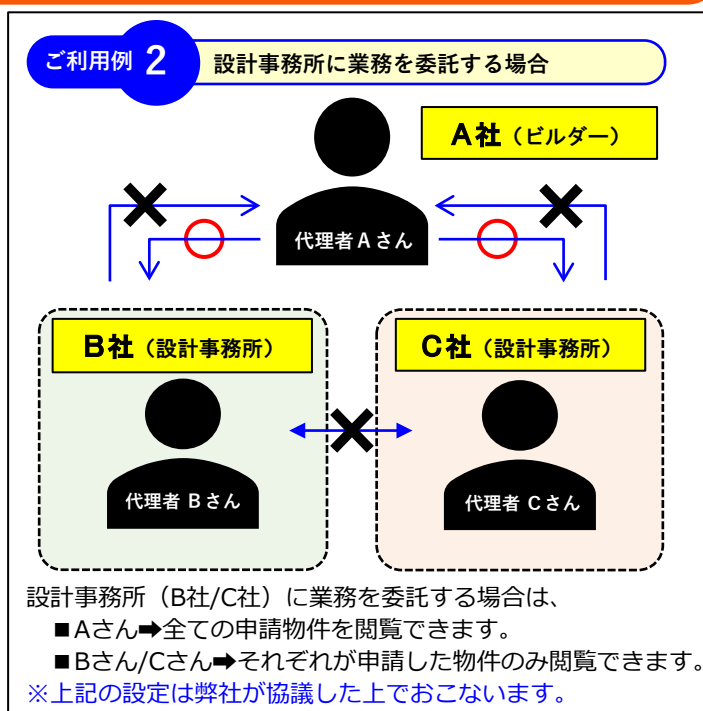 ご利用例 2 設計事務所に業務を委託する場合
A社（ビルダー）
代理者Aさん
B社（設計事務所） C社（設計事務所）
代理者 Bさん 代理者 Cさん
設計事務所（B社/C社）に業務を委託する場合は、
■Aさん➡全ての申請物件を閲覧できます。
■Bさん/Cさん➡それぞれが申請した物件のみ閲覧できます。
※上記の設定は弊社が協議した上でおこないます。